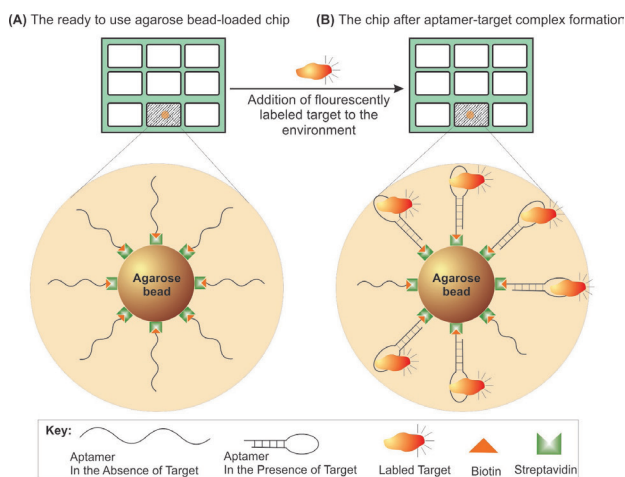 (A) The ready to use agarose bead-loaded chip
(B) The chip after aptamer-target complex formation
Addition of flourescently
labeled target to the
environment
Agarose
bead
Agarose
bead
Key:
Aptamer
In the Absence of Target
Aptamer
In the Presence of Target
Labled Target
Biotin
Streptavidin